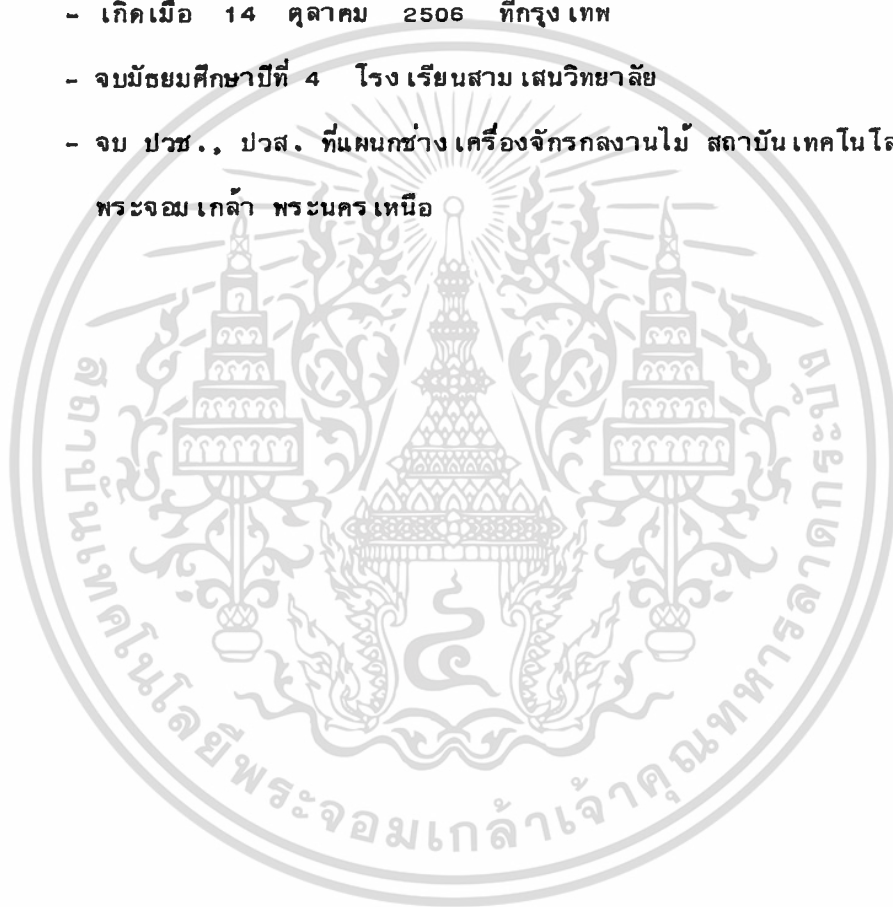 - เกิดเมื่อ 14 ตุลาคม 2506 ที่กรุงเทพ
- จบมัธยมศึกษาปีที่ 4 โรงเรียนสามเสนวิทยาลัย
- จบ ปวช., ปวส. ที่แผนกช่างเครื่องจักรกลงานไม้ สถาบันเทคโนโล
พระจอมเกล้า พระนครเหนือ
สถาบันเทคโนโลยีพระจอมเกล้าเจ้าคุณทหารลาดกระบัง
๔